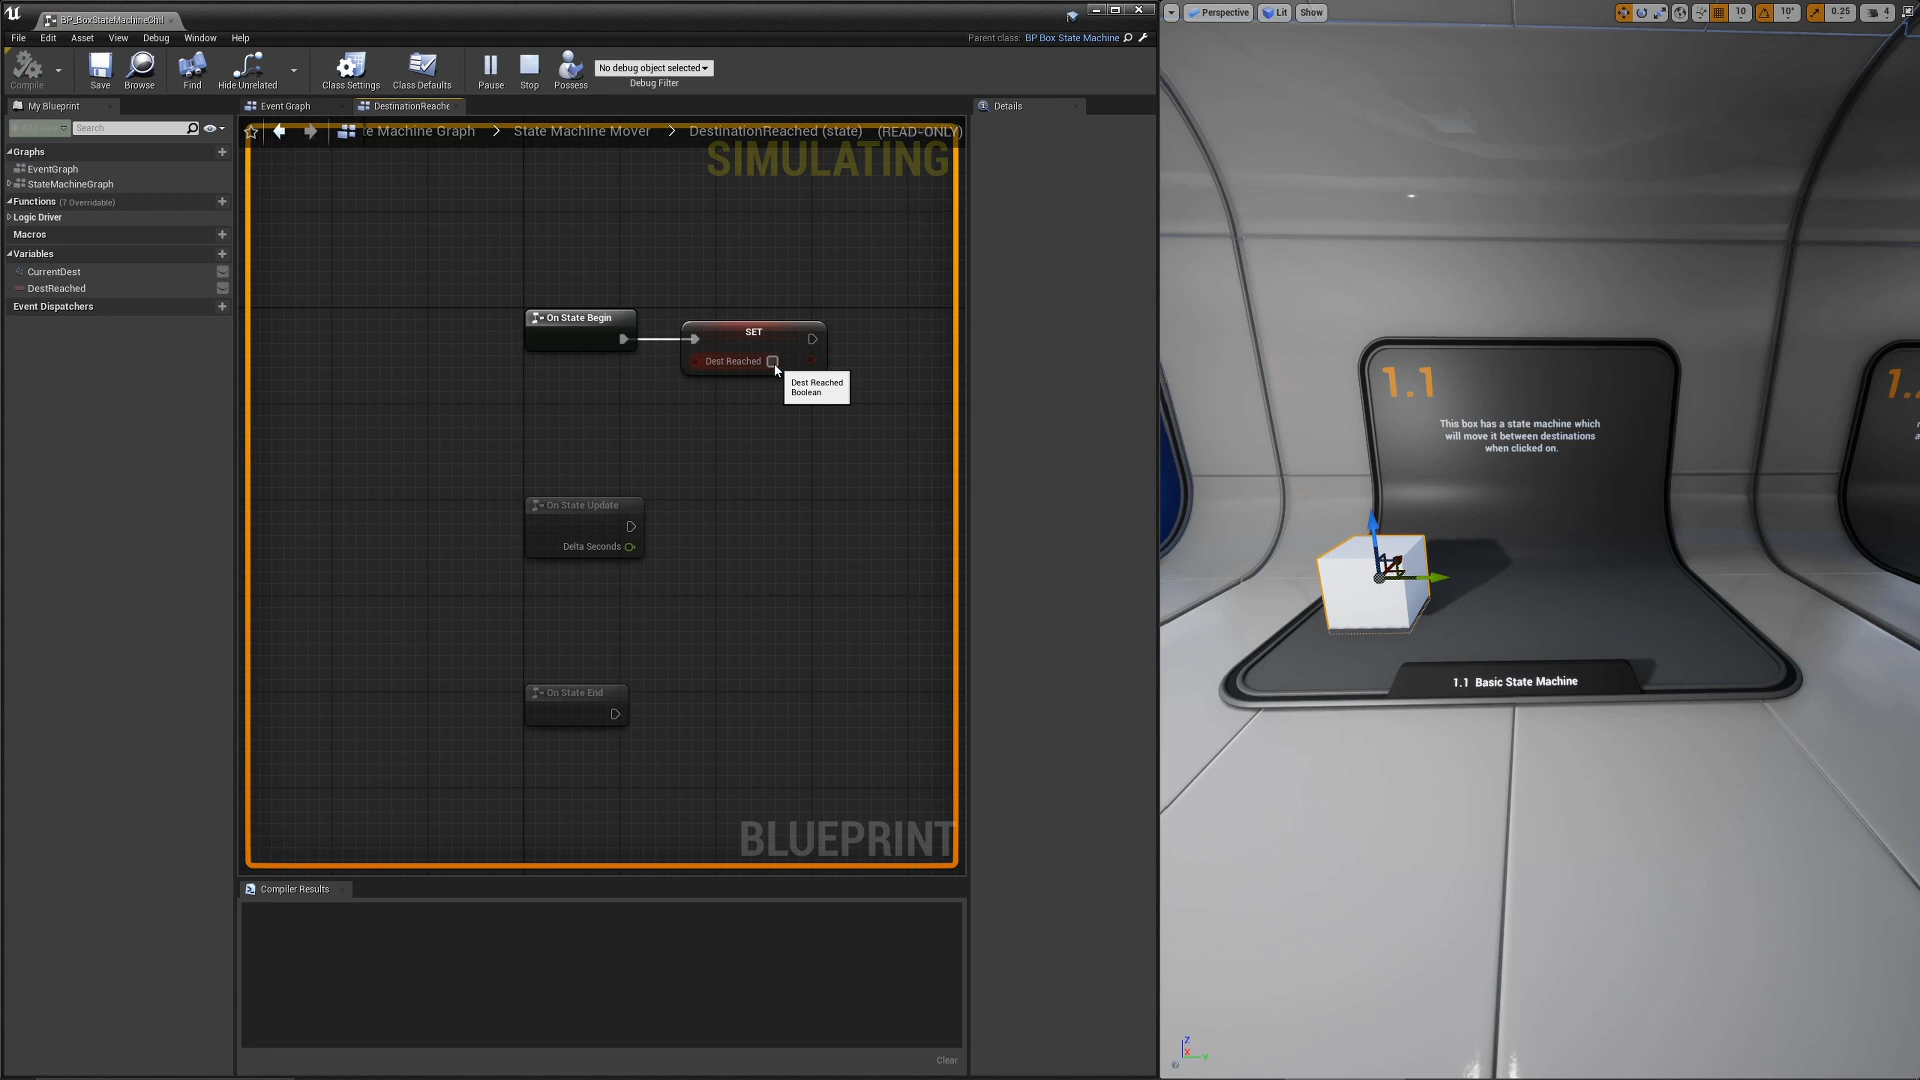 BP_BoxStateMachineChil
File Edit Asset View Debug Window Help
Parent class: BP Box State Machine
Compile
Save
Browse
Find
Hide Unrelated
Class Settings
Class Defaults
Pause
Stop
Possess
No debug object selected
Debug Filter
My Blueprint
Search
Graphs
EventGraph
StateMachineGraph
Functions (7 Overridable)
Logic Driver
Macros
Variables
CurrentDest
DestReached
Event Dispatchers
Event Graph
DestinationReache
te Machine Graph > State Machine Mover > DestinationReached (state) (READ-ONLY)
SIMULATING
On State Begin
SET
Dest Reached
Dest Reached
Boolean
On State Update
Delta Seconds
On State End
BLUEPRINT
Compiler Results
Clear
Details
Perspective
Lit
Show
10
10°
0.25
4
1.1
This box has a state machine which
will move it between destinations
when clicked on.
1.1 Basic State Machine
1.
Z
X
Y